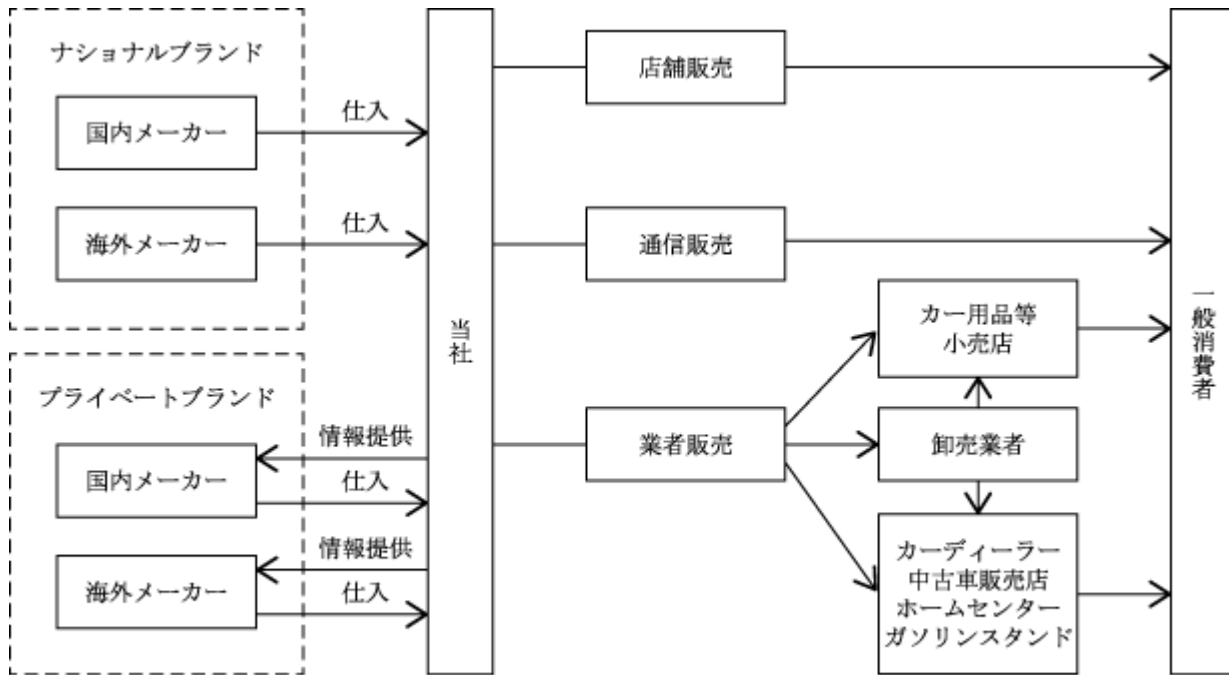 ナショナルブランド
国内メーカー
仕入
海外メーカー
仕入
プライベートブランド
情報提供
国内メーカー
仕入
情報提供
海外メーカー
仕入
当社
店舗販売
通信販売
業者販売
カー用品等
小売店
卸売業者
カーディーラー
中古車販売店
ホームセンター
ガソリンスタンド
一般消費者